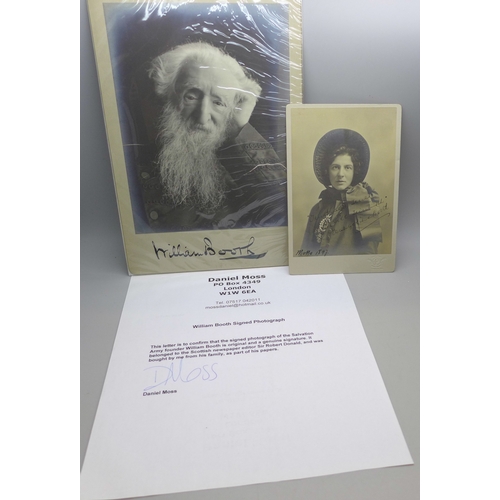 William Booth
Daniel Moss
PO Box 4349
London
W1W 6EA
William Booth Signed Photograph
This letter is to confirm that the signed photograph of the Salvation
Army founder William Booth is original and a genuine signature. It
belonged to the Scottish newspaper editor Sir Robert Donald, and was
bought by me from his family, as part of his papers.
DMoss
Daniel Moss